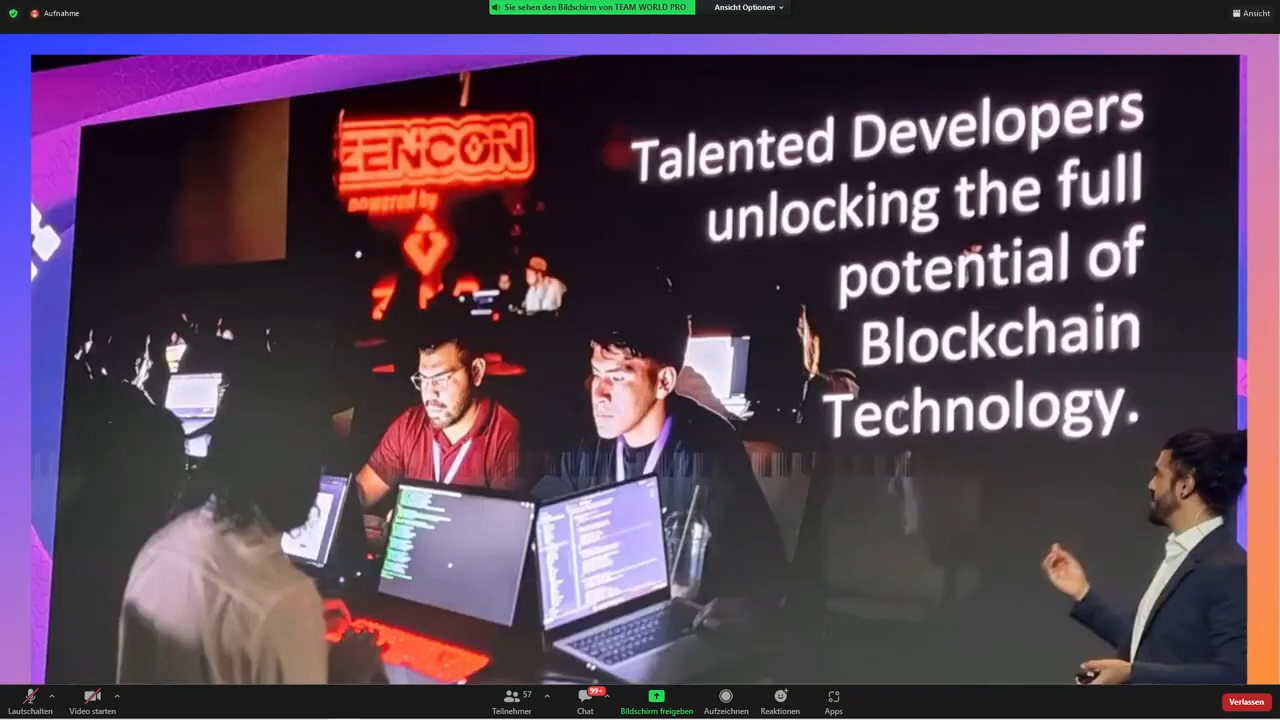 Aufnahme
Sie sehen den Bildschirm von TEAM WORLD PRO
Ansicht Optionen
Ansicht
ZENCON
powered by
Talented Developers
unlocking the full
potential of
Blockchain
Technology.
Lautschalten
Video starten
57
Teilnehmer
99+
Chat
Bildschirm freigeben
Aufzeichnen
Reaktionen
Apps
Verlassen